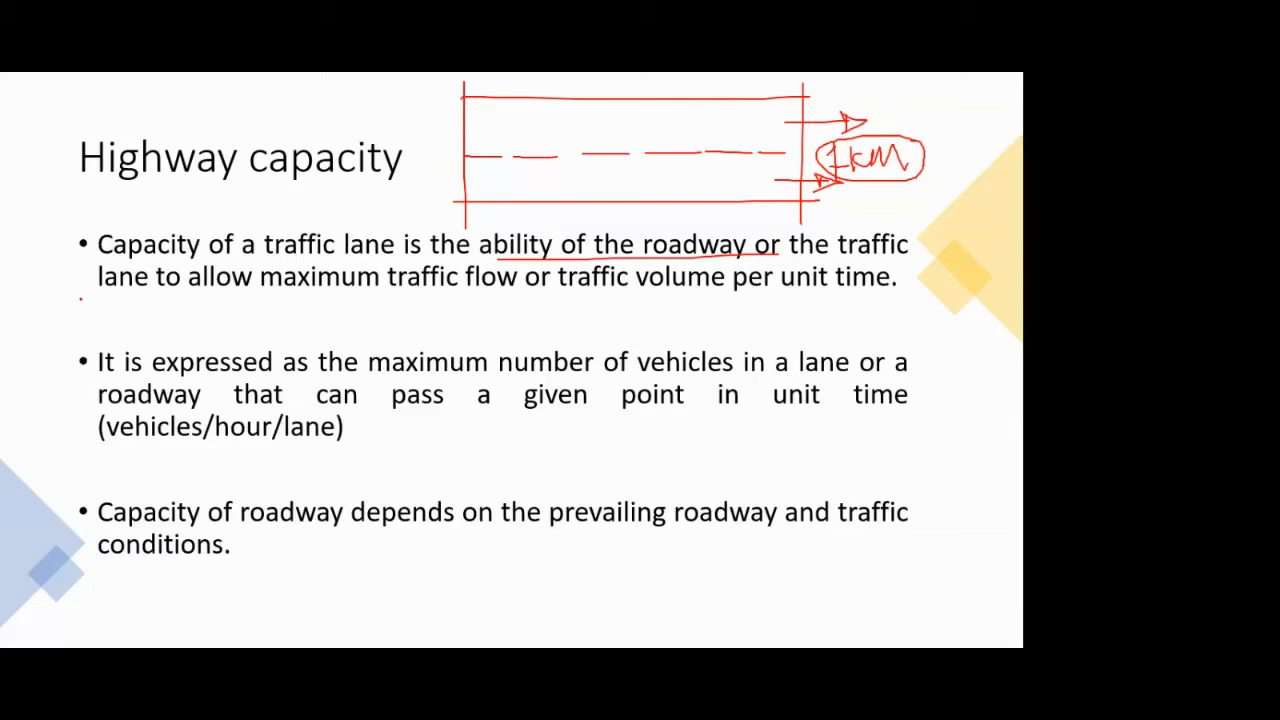 1km
Highway capacity
• Capacity of a traffic lane is the ability of the roadway or the traffic
lane to allow maximum traffic flow or traffic volume per unit time.
• It is expressed as the maximum number of vehicles in a lane or a
roadway that can pass a given point in unit time
(vehicles/hour/lane)
• Capacity of roadway depends on the prevailing roadway and traffic
conditions.